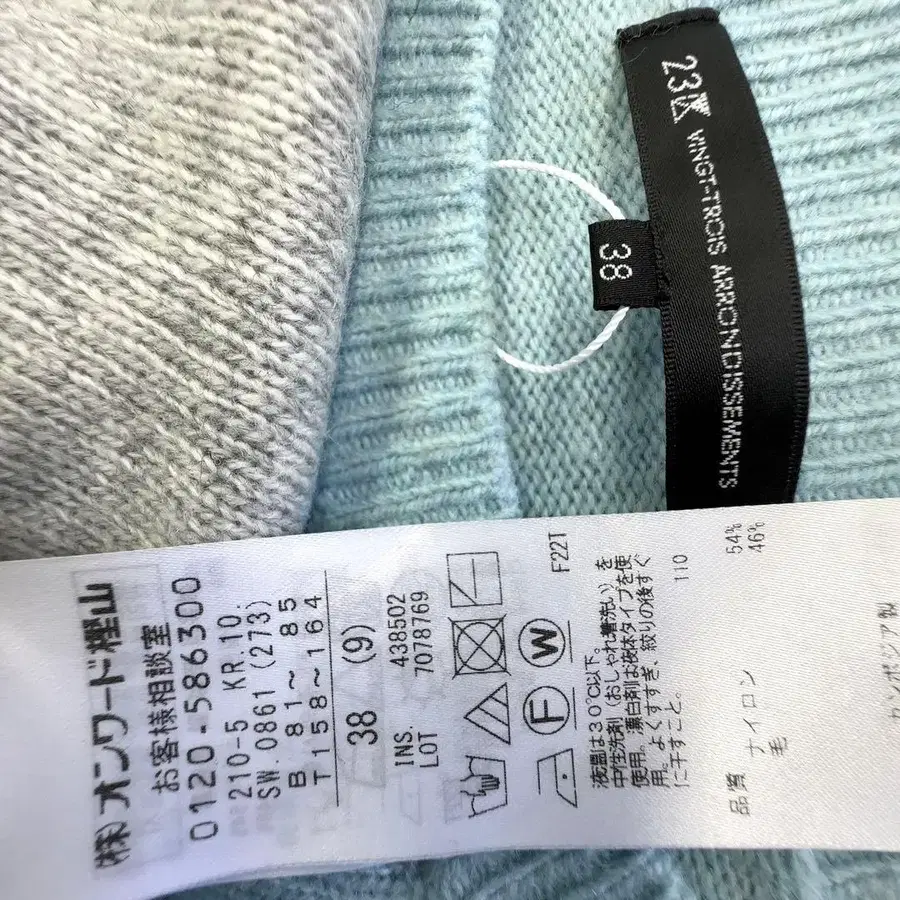 23区
VINGT-TROIS ARRONDISSEMENTS
38
(株)オンワード樫山
お客様相談室
0120-586300
210-5 KR.10.
SW.0861 (273)
B 81～ 85
T 158～164
38 (9)
INS. 438502
LOT 7078769
F W
F22T
液温は30℃以下。
中性洗剤(おしゃれ着洗い)を
使用。漂白剤は液体タイプを使
用。よくすすぎ、絞りの後すぐ
に干すこと。
110
品質
ナイロン 54%
毛 46%
カンボジア製